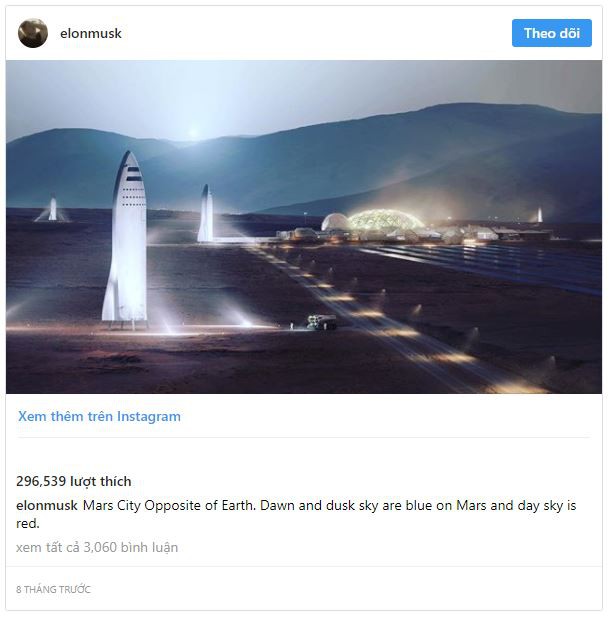 elonmusk
Theo dõi
Xem thêm trên Instagram
296,539 lượt thích
elonmusk Mars City Opposite of Earth. Dawn and dusk sky are blue on Mars and day sky is
red.
xem tất cả 3,060 bình luận
8 THÁNG TRƯỚC